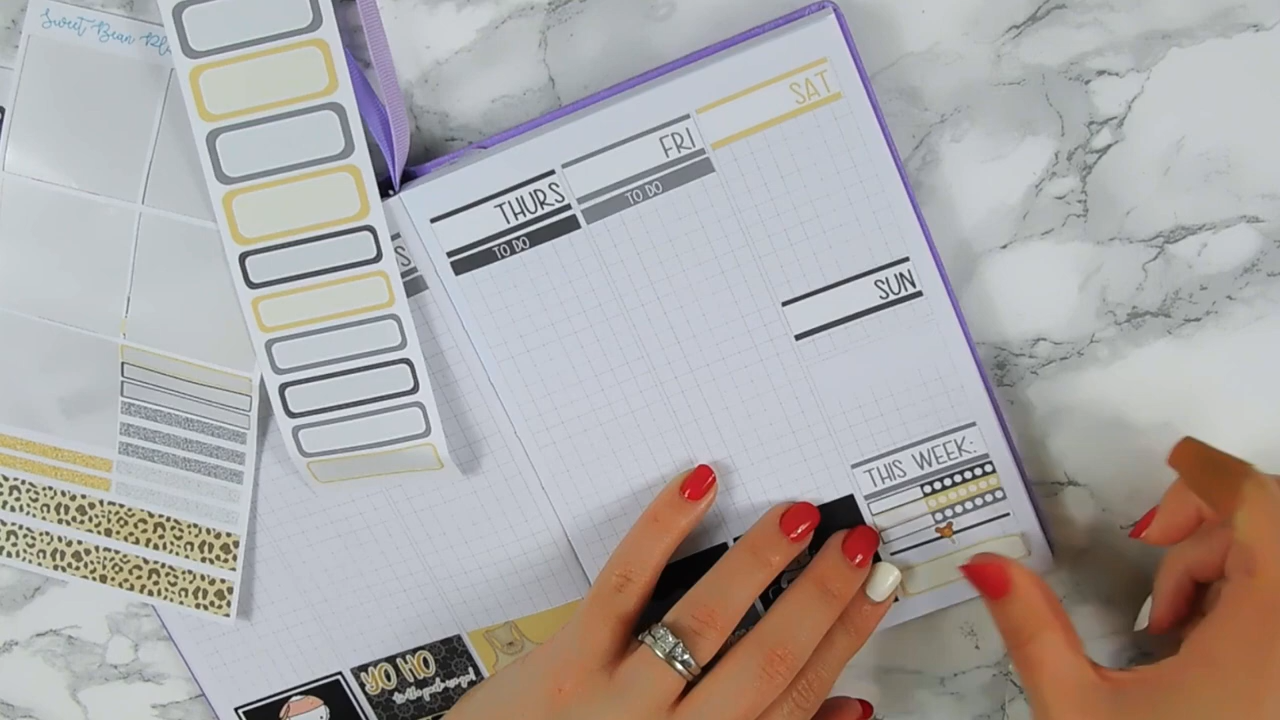 Sweet Bean
SAT
FRI
TO DO
THURS
TO DO
S
SUN
THIS WEEK:
YO HO